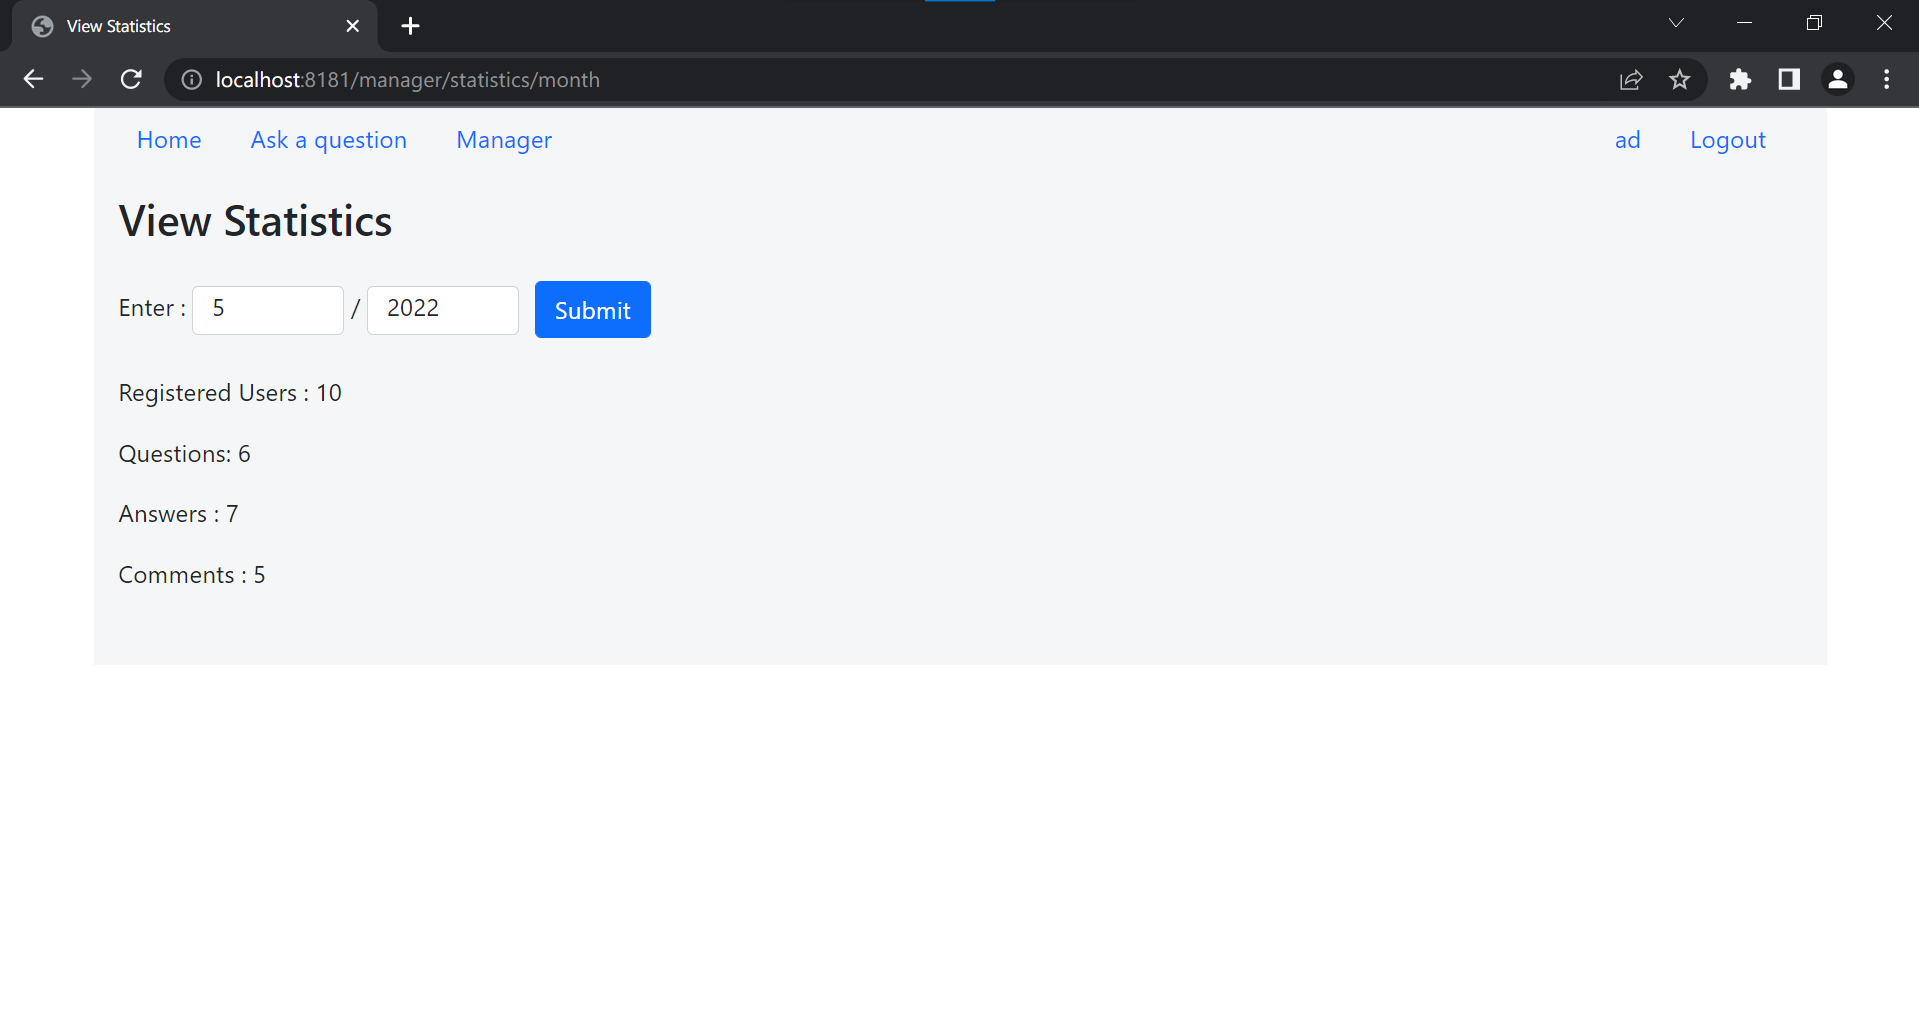 View Statistics
localhost:8181/manager/statistics/month
Home Ask a question Manager ad Logout
View Statistics
Enter : 5 / 2022 Submit
Registered Users : 10
Questions: 6
Answers : 7
Comments : 5